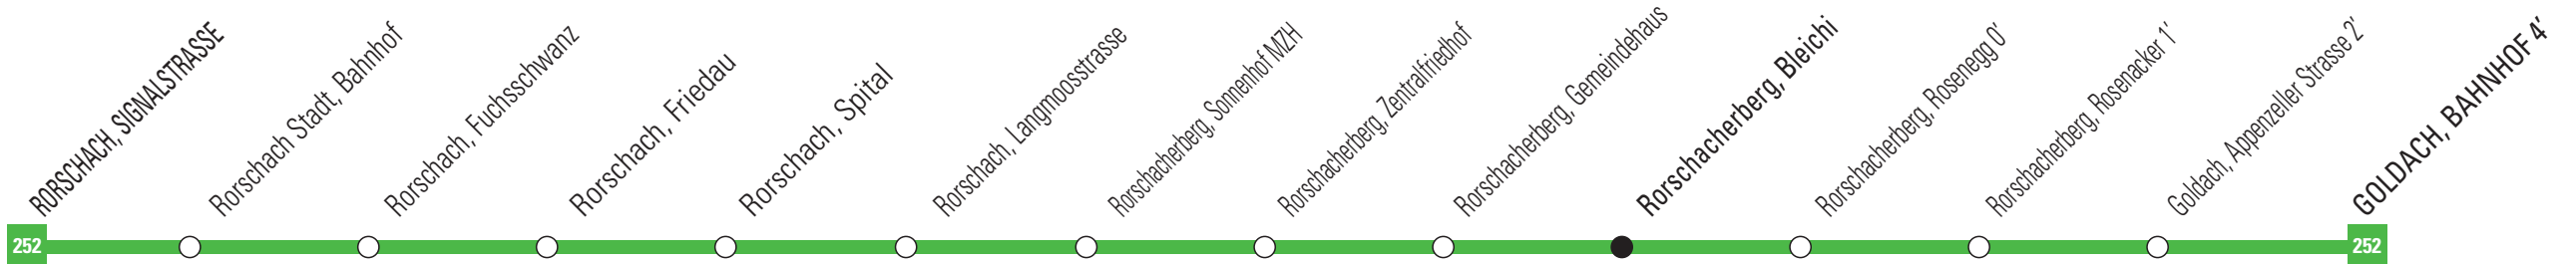 RORSCHACH, SIGNALSTRASSE
Rorschach Stadt, Bahnhof
Rorschach, Fuchsschwanz
Rorschach, Friedau
Rorschach, Spital
Rorschach, Langmoosstrasse
Rorschacherberg, Sonnenhof MZH
Rorschacherberg, Zentralfriedhof
Rorschacherberg, Gemeindehaus
Rorschacherberg, Bleichi
Rorschacherberg, Rosenegg 0'
Rorschacherberg, Rosenacker 1'
Goldach, Appenzeller Strasse 2'
GOLDACH, BAHNHOF 4'
252
252